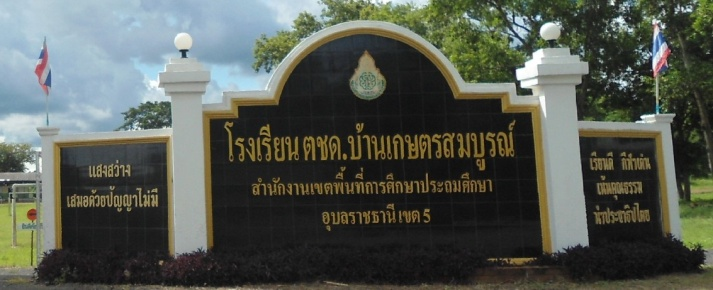 แสงสว่าง
เสมอด้วยปัญญาไม่มี
โรงเรียน ตชด.บ้านเกษตรสมบูรณ์
สำนักงานเขตพื้นที่การศึกษาประถมศึกษา
อุบลราชธานี เขต 5
เรียนดี กีฬาเด่น
เน้นคุณธรรม
นำประชาธิปไตย